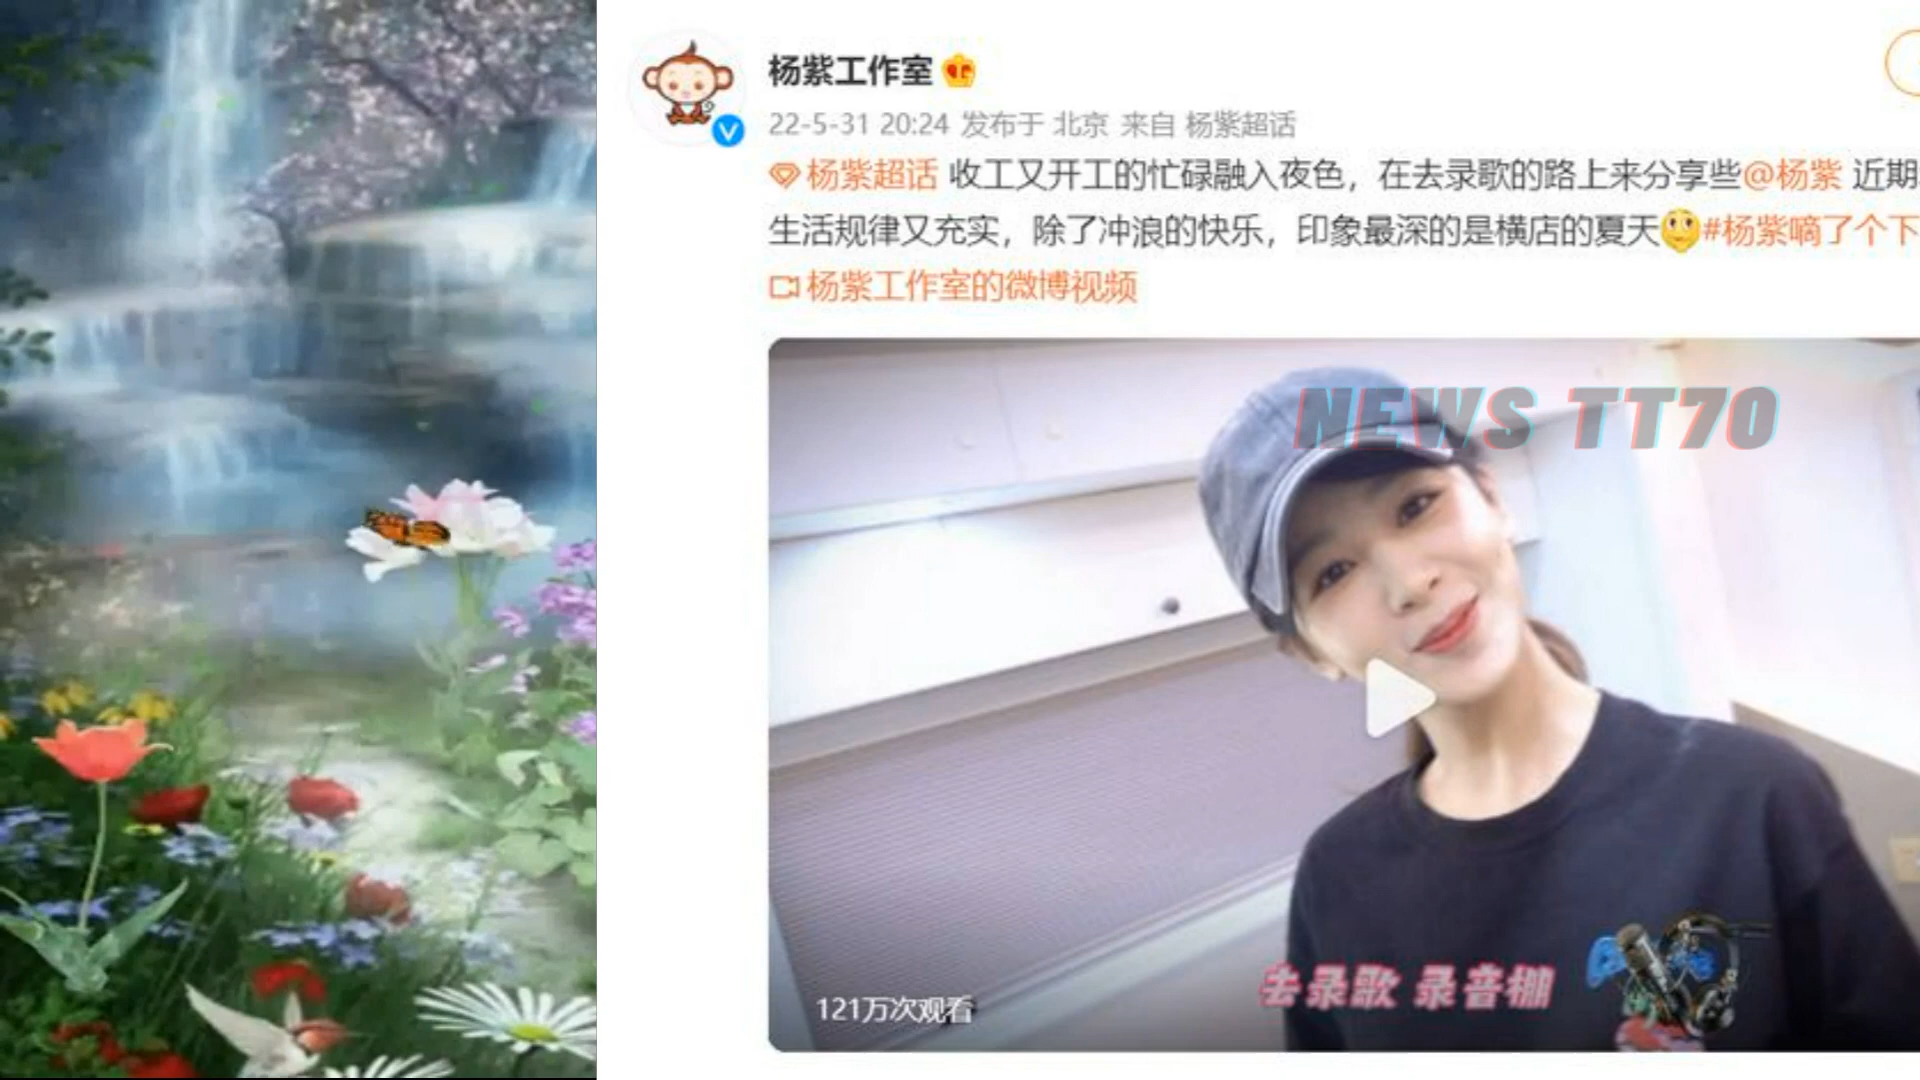 杨紫工作室
22-5-31 20:24 发布于 北京 来自 杨紫超话
杨紫超话 收工又开工的忙碌融入夜色，在去录歌的路上来分享些@杨紫 近期
生活规律又充实，除了冲浪的快乐，印象最深的是横店的夏天 #杨紫嘀了个下
杨紫工作室的微博视频
NEWS TT70
去录歌 录音棚
121万次观看